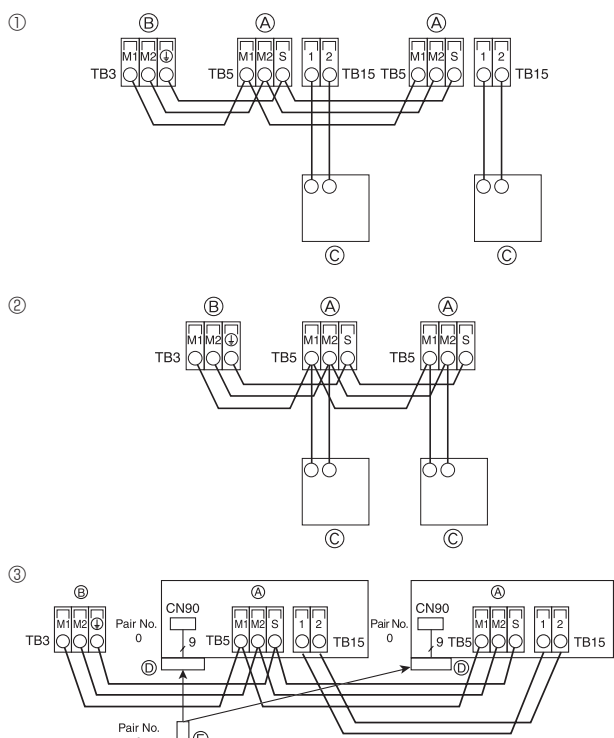 ①
Ⓑ Ⓐ Ⓐ
M1 M2 ⏚ M1 M2 S 1 2 M1 M2 S 1 2
TB3 TB5 TB15 TB5 TB15
Ⓒ Ⓒ
②
Ⓑ Ⓐ Ⓐ
M1 M2 ⏚ M1 M2 S M1 M2 S
TB3 TB5 TB5
Ⓒ Ⓒ
③
Ⓑ Ⓐ Ⓐ
CN90 CN90
M1 M2 ⏚ Pair No. M1 M2 S 1 2 Pair No. M1 M2 S 1 2
TB3 0 9 TB5 TB15 0 9 TB5 TB15
Ⓓ Ⓓ
Pair No.
Ⓔ